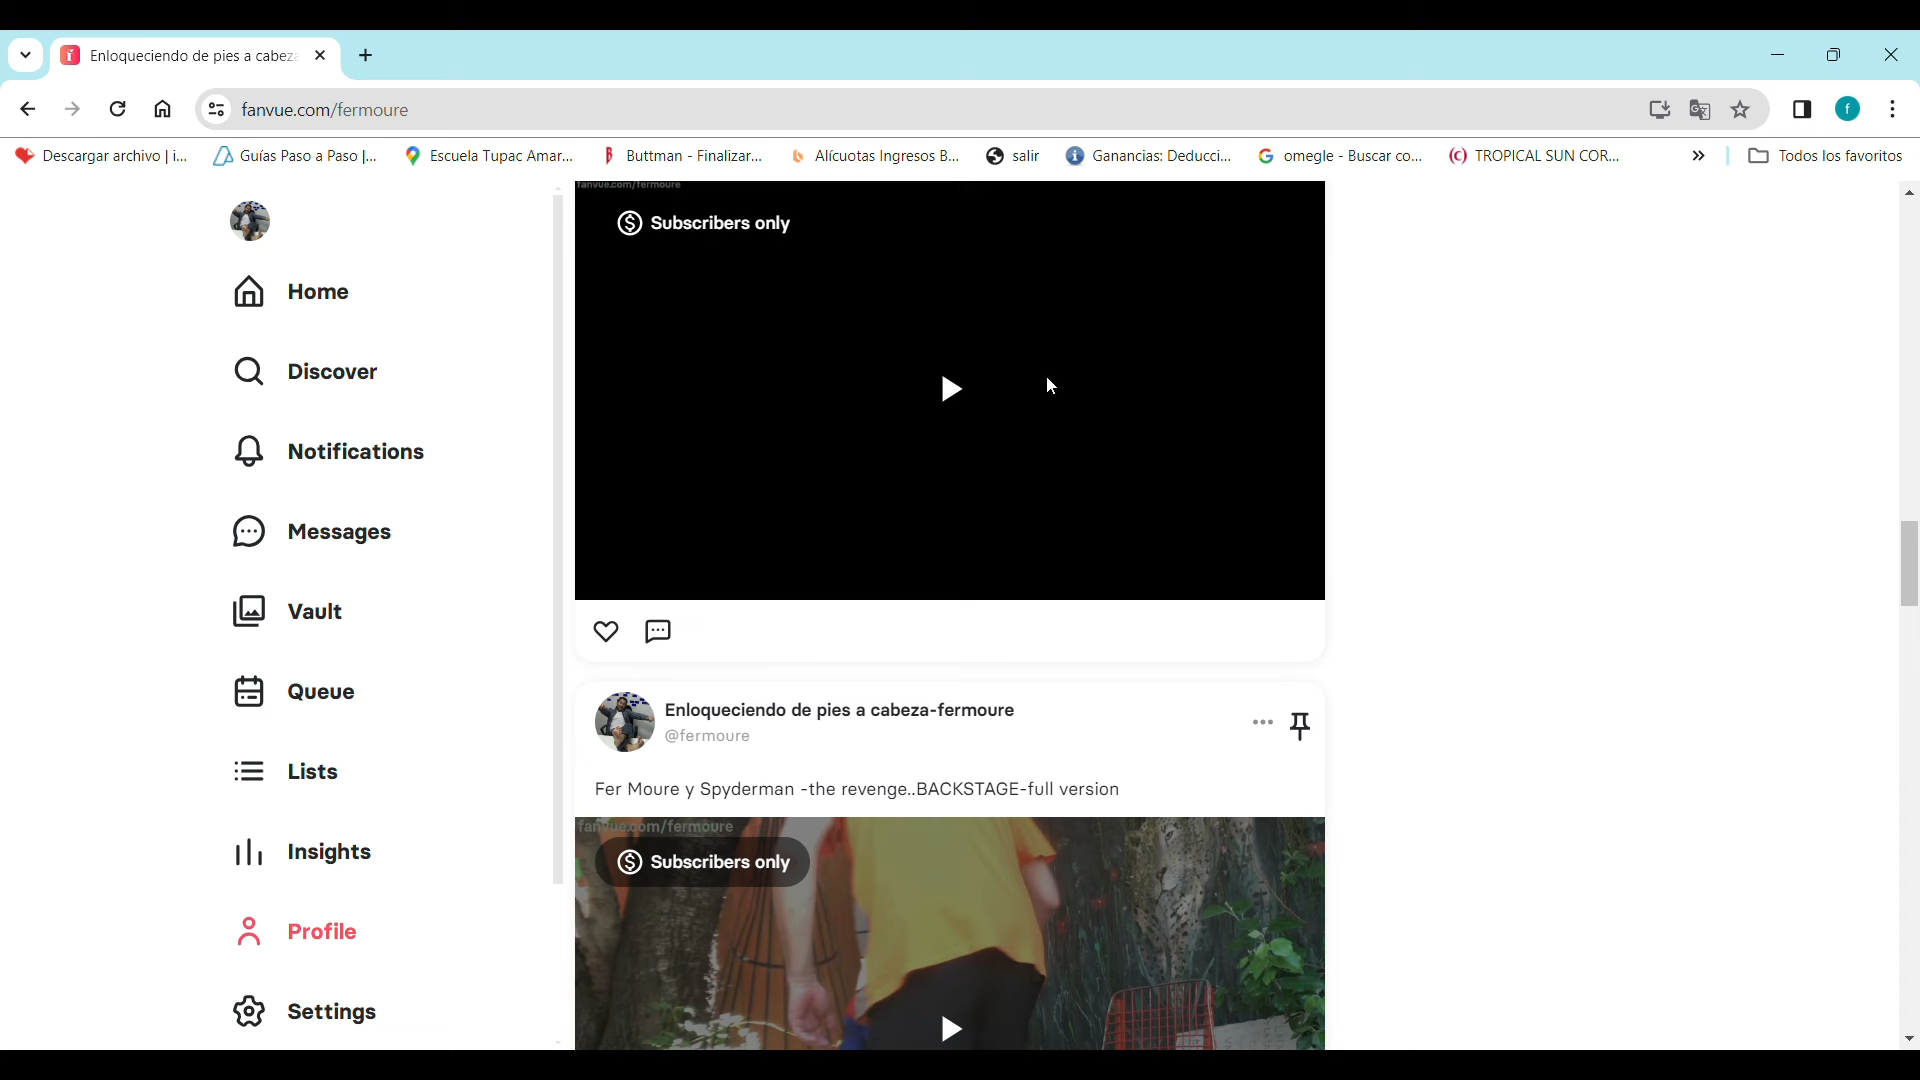 Enloqueciendo de pies a cabez
fanvue.com/fermoure
Descargar archivo | i...
Guías Paso a Paso |...
Escuela Tupac Amar...
Buttman - Finalizar...
Alícuotas Ingresos B...
salir
Ganancias: Deducci...
omegle - Buscar co...
TROPICAL SUN COR...
Todos los favoritos
f
Home
Discover
Notifications
Messages
Vault
Queue
Lists
Insights
Profile
Settings
fanvue.com/fermoure
Subscribers only
Enloqueciendo de pies a cabeza-fermoure
@fermoure
Fer Moure y Spyderman -the revenge..BACKSTAGE-full version
fanvue.com/fermoure
Subscribers only